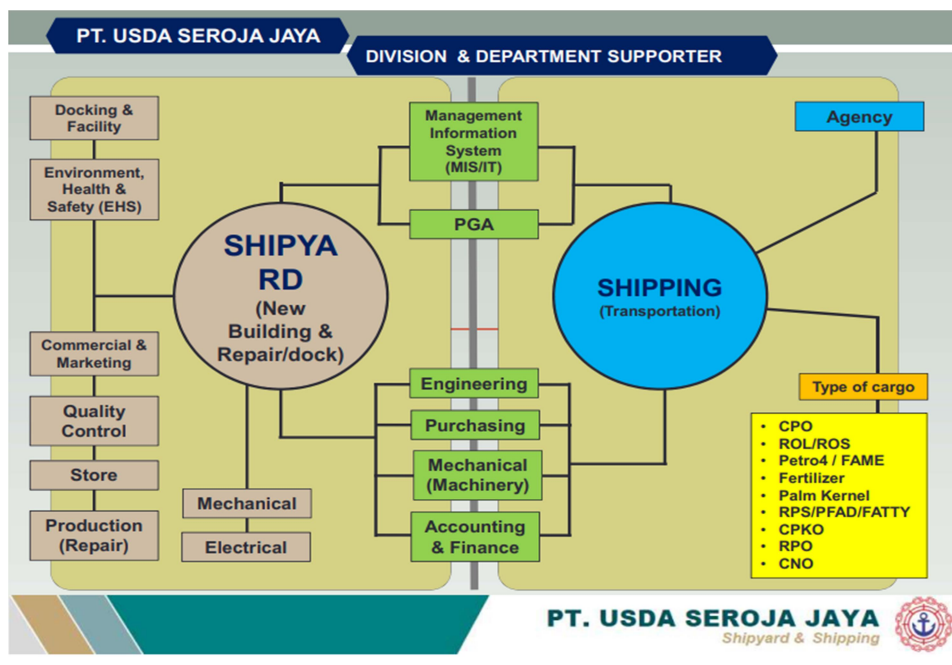 PT. USDA SEROJA JAYA
DIVISION & DEPARTMENT SUPPORTER
Docking &
Facility
Environment,
Health &
Safety (EHS)
Commercial &
Marketing
Quality
Control
Store
Production
(Repair)
SHIPYA
RD
(New
Building &
Repair/dock)
Mechanical
Electrical
Management
Information
System
(MIS/IT)
PGA
Engineering
Purchasing
Mechanical
(Machinery)
Accounting
& Finance
SHIPPING
(Transportation)
Agency
Type of cargo
• CPO
• ROL/ROS
• Petro4 / FAME
• Fertilizer
• Palm Kernel
• RPS/PFAD/FATTY
• CPKO
• RPO
• CNO
PT. USDA SEROJA JAYA
Shipyard & Shipping